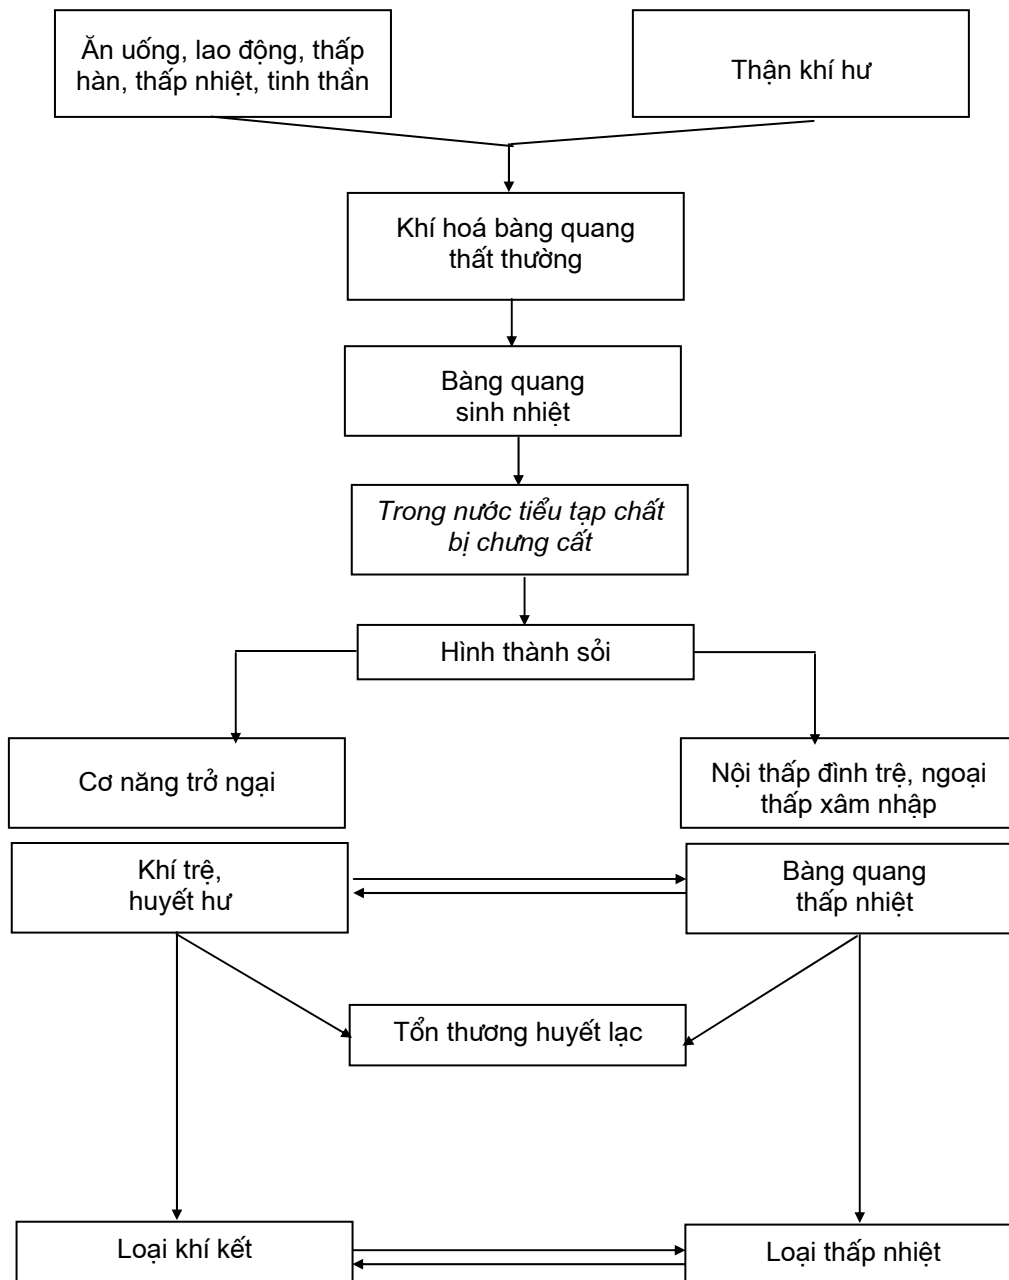 Ăn uống, lao động, thấp
hàn, thấp nhiệt, tinh thần
Thận khí hư
Khí hoá bàng quang
thất thường
Bàng quang
sinh nhiệt
Trong nước tiểu tạp chất
bị chưng cất
Hình thành sỏi
Cơ năng trở ngại
Nội thấp đình trệ, ngoại
thấp xâm nhập
Khí trệ,
huyết hư
Bàng quang
thấp nhiệt
Tổn thương huyết lạc
Loại khí kết
Loại thấp nhiệt